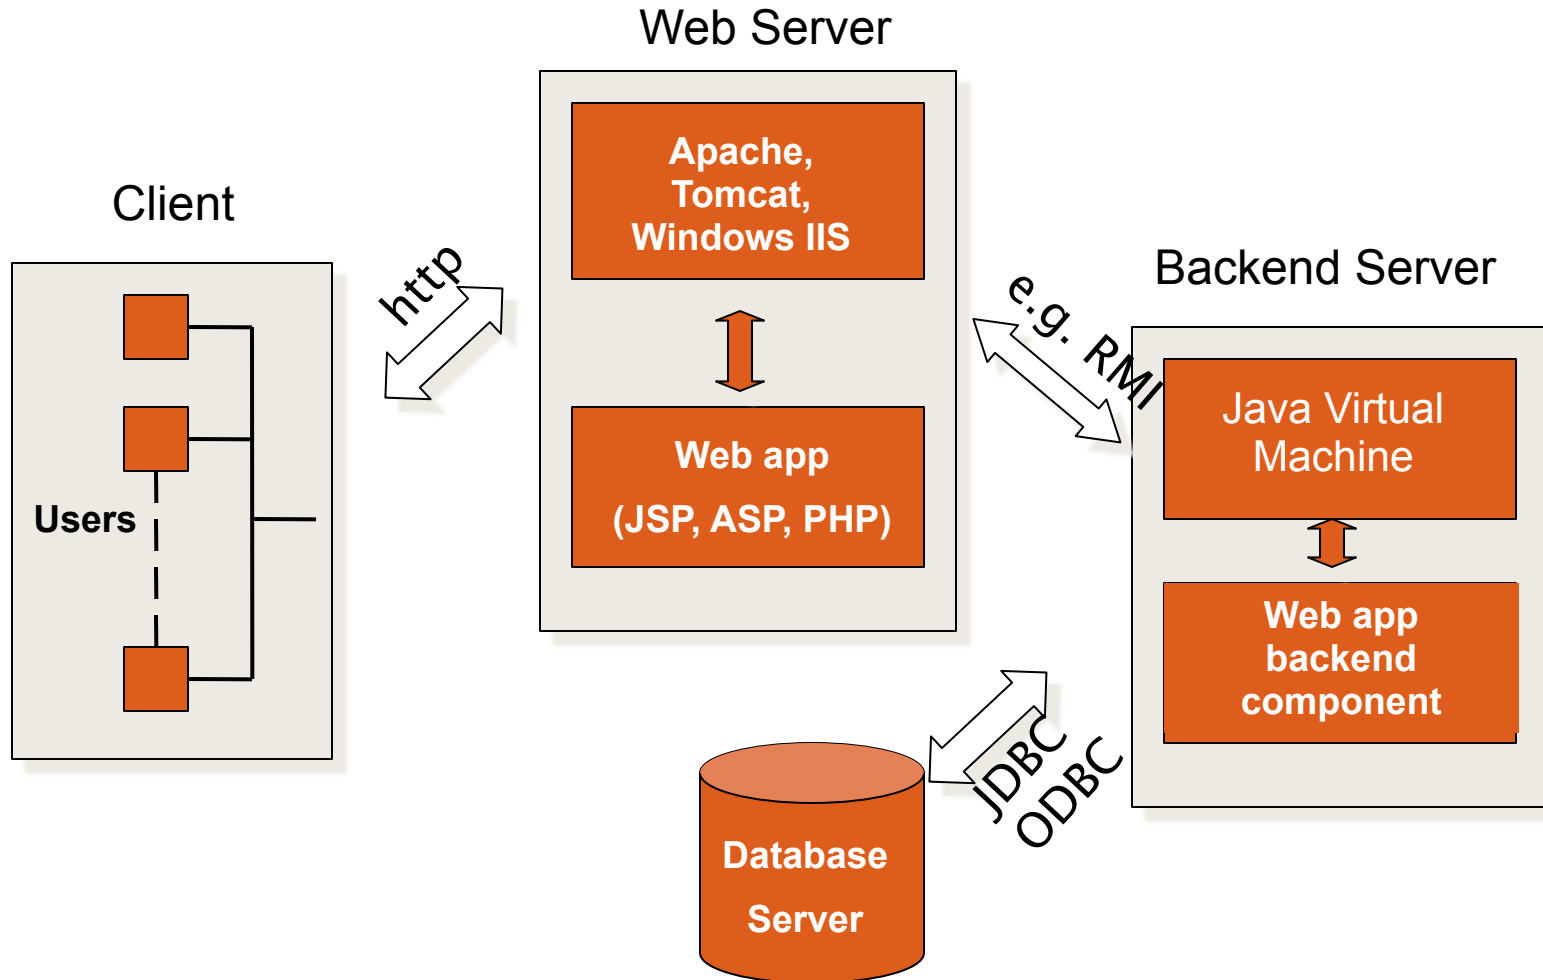 Web Server
Apache,
Tomcat,
Windows IIS
Client
http
Backend Server
e.g. RMI
Java Virtual
Machine
Web app
(JSP, ASP, PHP)
Users
Web app
backend
component
JDBC
ODBC
Database
Server